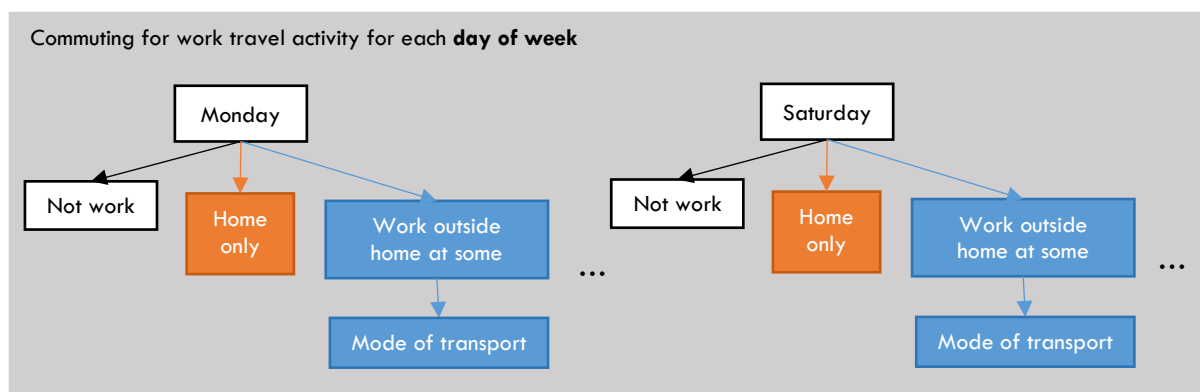 Commuting for work travel activity for each day of week
Monday
Saturday
Not work
Home
only
Work outside
home at some
...
Not work
Home
only
Work outside
home at some
...
Mode of transport
Mode of transport